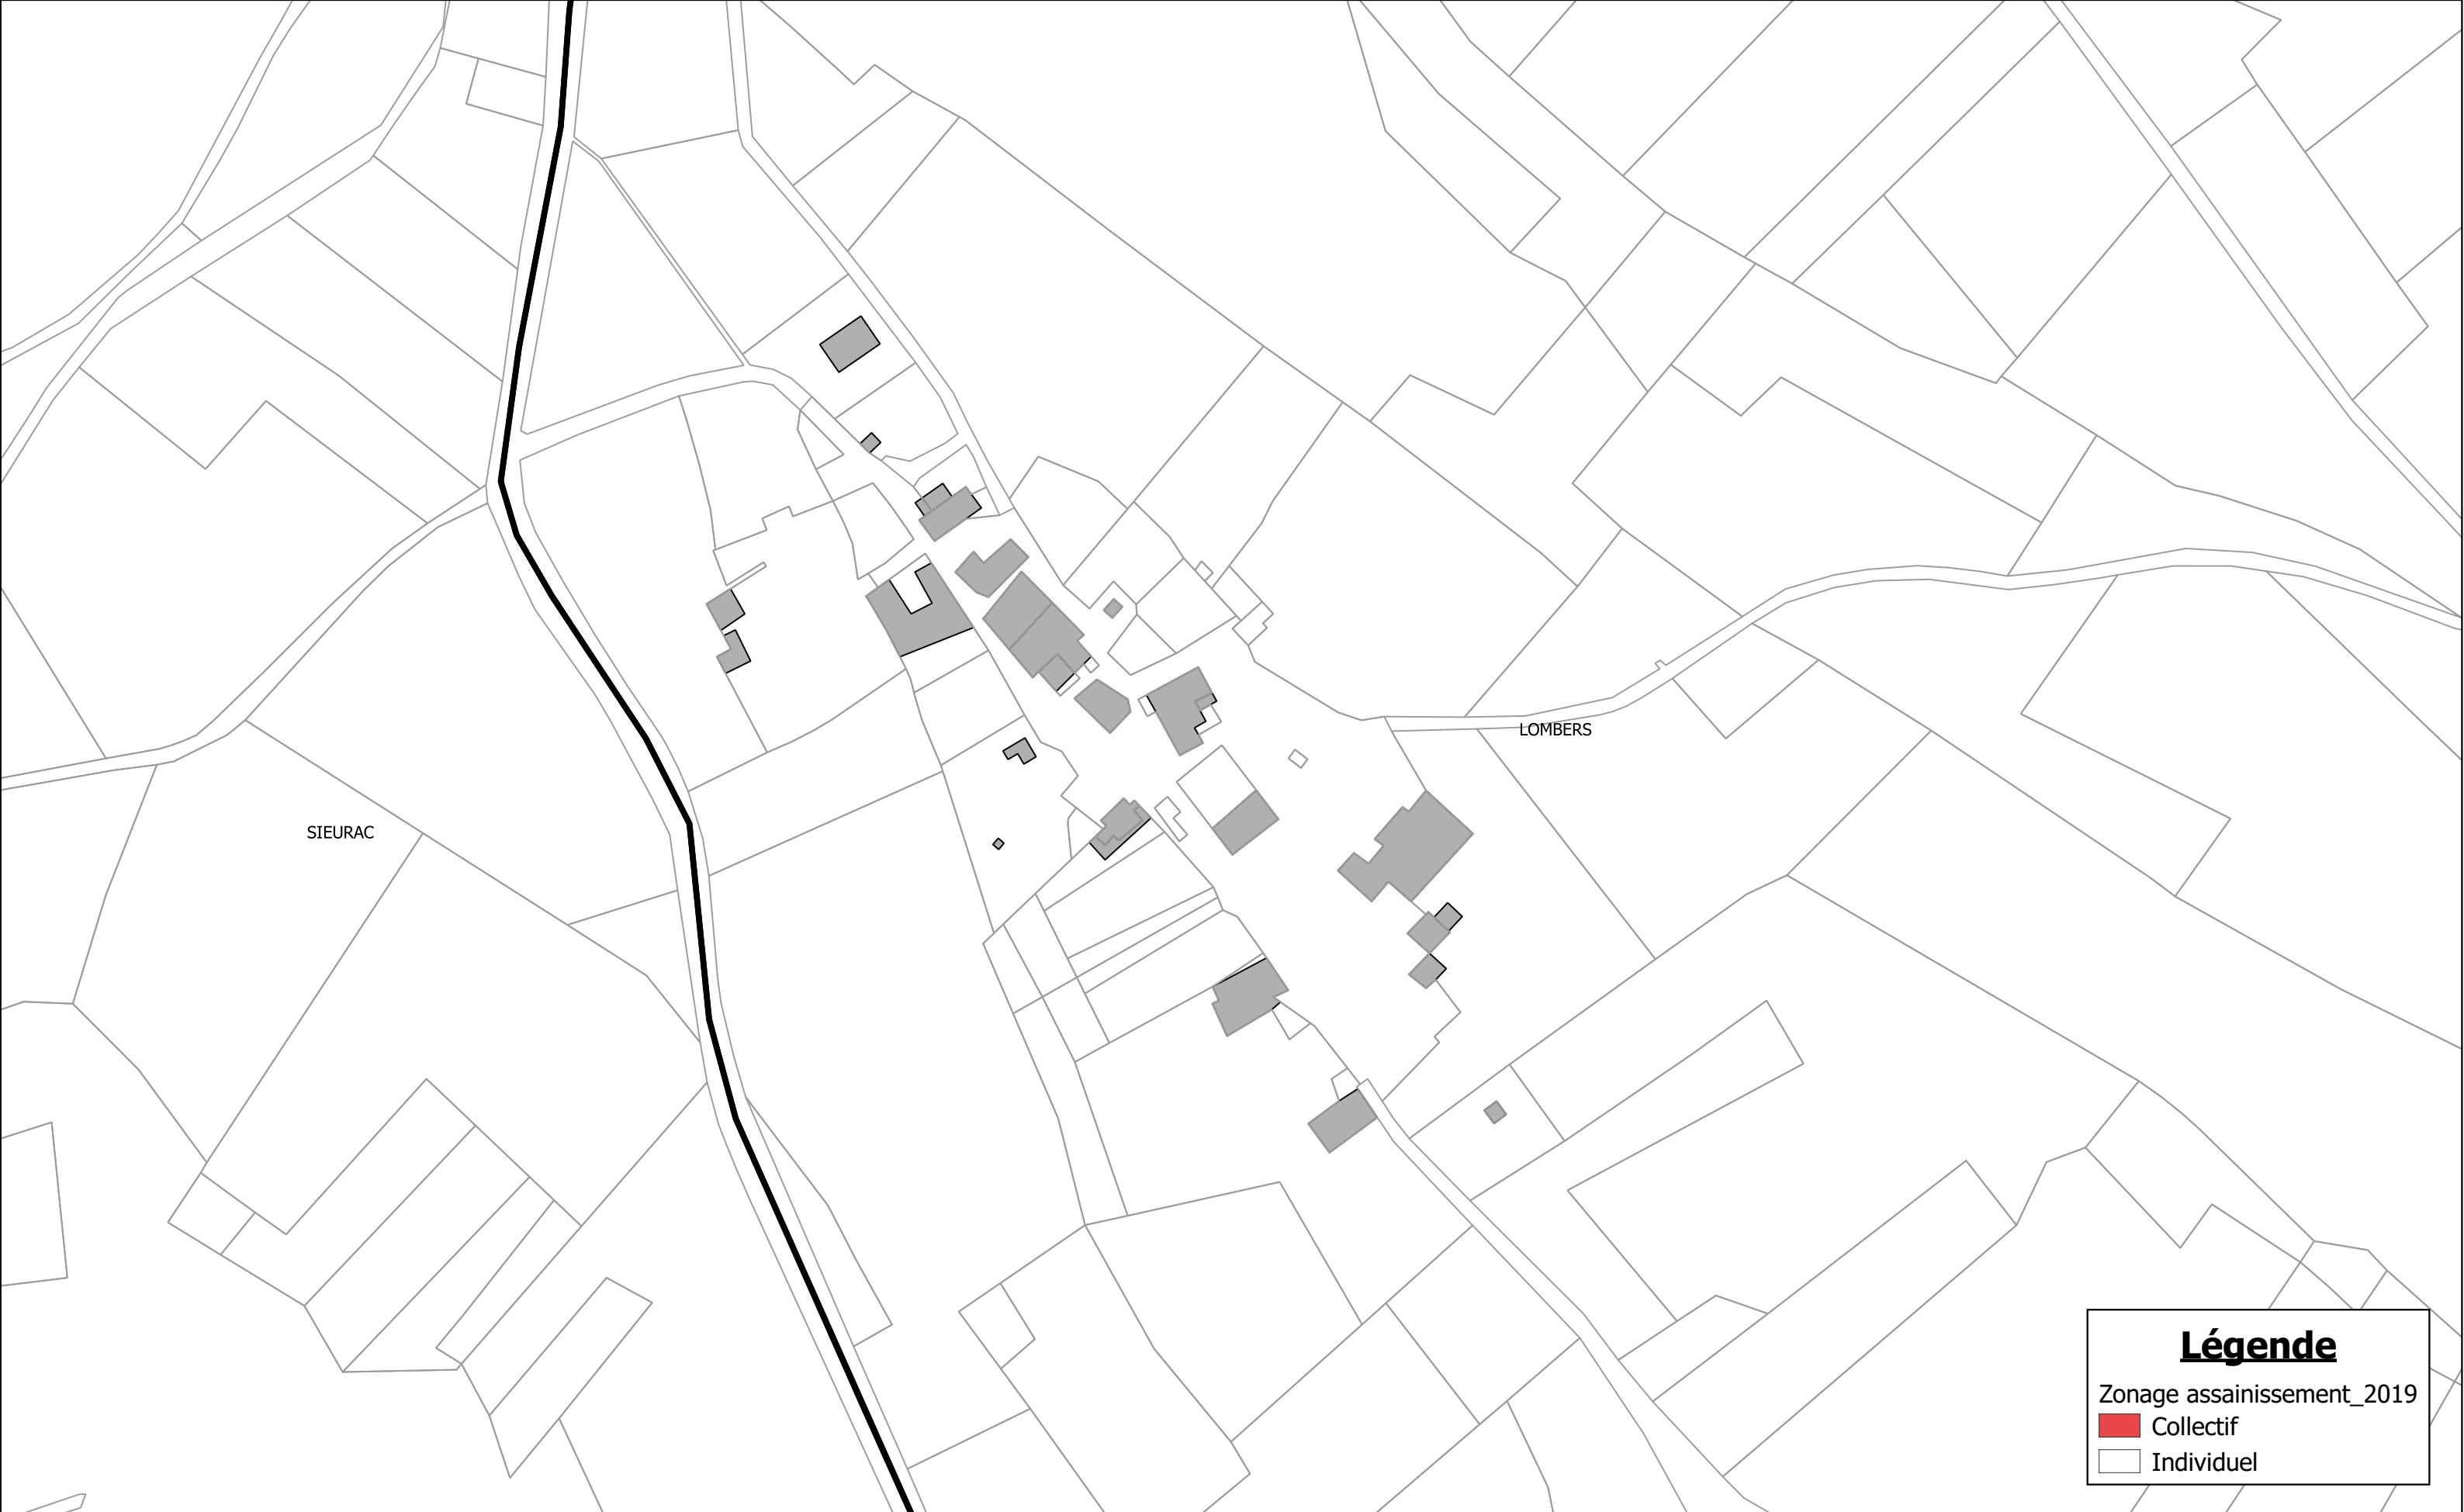 LOMBERS
SIEURAC
Légende
Zonage assainissement_2019
Collectif
Individuel